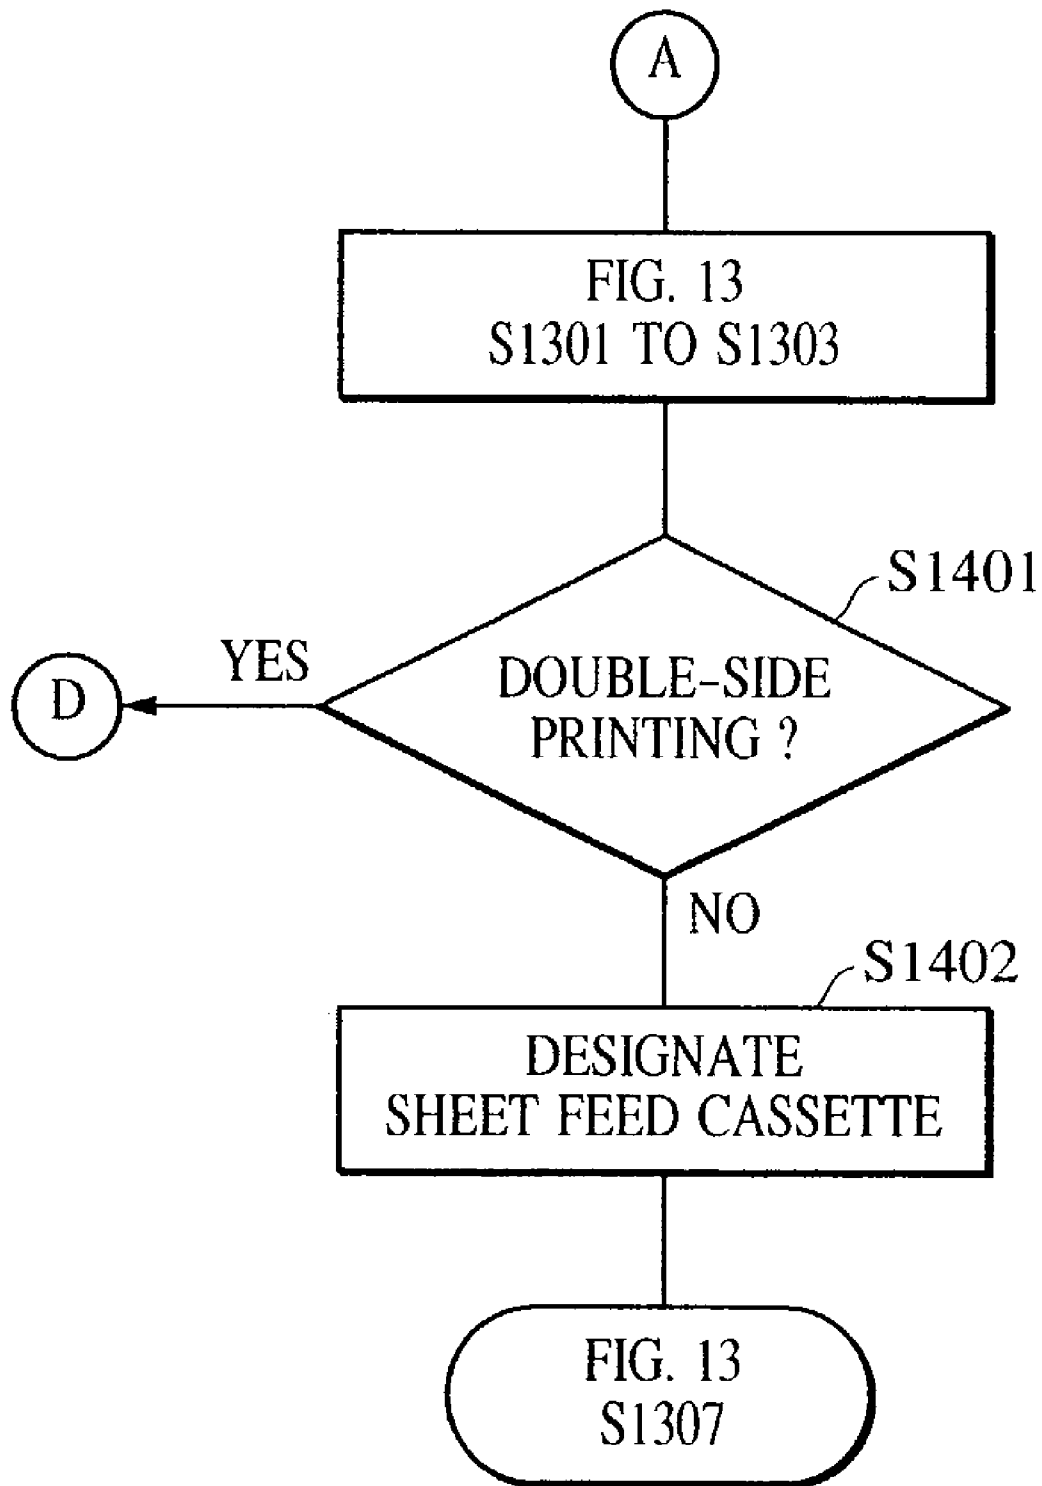 A
FIG. 13
S1301 TO S1303
S1401
YES
DOUBLE-SIDE
D
PRINTING ?
NO
S1402
DESIGNATE
SHEET FEED CASSETTE
FIG. 13
S1307